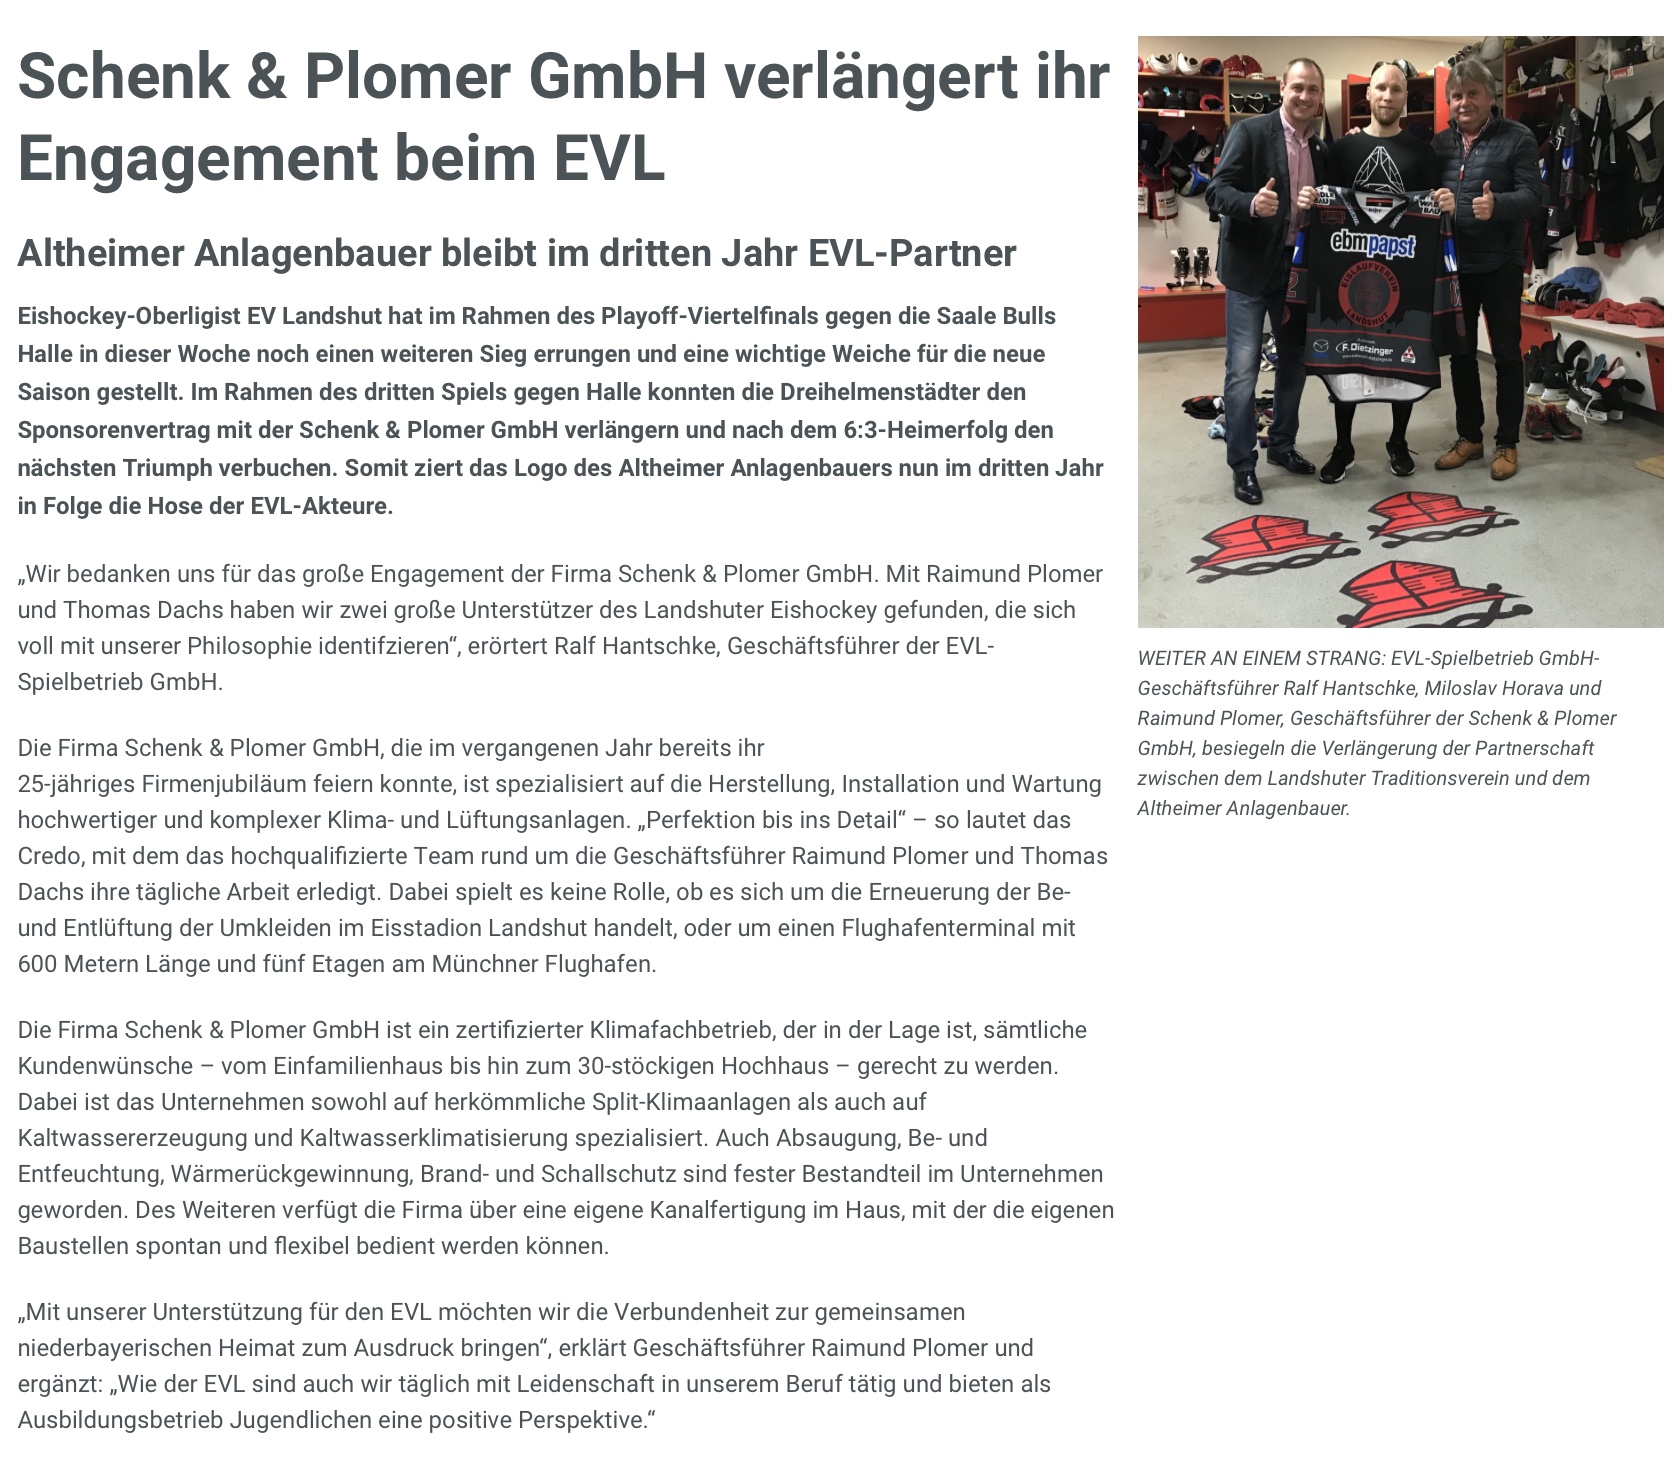 Schenk & Plomer GmbH verlängert ihr
Engagement beim EVL
Altheimer Anlagenbauer bleibt im dritten Jahr EVL-Partner
Eishockey-Oberligist EV Landshut hat im Rahmen des Playoff-Viertelfinals gegen die Saale Bulls
Halle in dieser Woche noch einen weiteren Sieg errungen und eine wichtige Weiche für die neue
Saison gestellt. Im Rahmen des dritten Spiels gegen Halle konnten die Dreihelmenstädter den
Sponsorenvertrag mit der Schenk & Plomer GmbH verlängern und nach dem 6:3-Heimerfolg den
nächsten Triumph verbuchen. Somit ziert das Logo des Altheimer Anlagenbauers nun im dritten Jahr
in Folge die Hose der EVL-Akteure.
„Wir bedanken uns für das große Engagement der Firma Schenk & Plomer GmbH. Mit Raimund Plomer
und Thomas Dachs haben wir zwei große Unterstützer des Landshuter Eishockey gefunden, die sich
voll mit unserer Philosophie identifzieren“, erörtert Ralf Hantschke, Geschäftsführer der EVL-
Spielbetrieb GmbH.
Die Firma Schenk & Plomer GmbH, die im vergangenen Jahr bereits ihr
25-jähriges Firmenjubiläum feiern konnte, ist spezialisiert auf die Herstellung, Installation und Wartung
hochwertiger und komplexer Klima- und Lüftungsanlagen. „Perfektion bis ins Detail“ – so lautet das
Credo, mit dem das hochqualifizierte Team rund um die Geschäftsführer Raimund Plomer und Thomas
Dachs ihre tägliche Arbeit erledigt. Dabei spielt es keine Rolle, ob es sich um die Erneuerung der Be-
und Entlüftung der Umkleiden im Eisstadion Landshut handelt, oder um einen Flughafenterminal mit
600 Metern Länge und fünf Etagen am Münchner Flughafen.
Die Firma Schenk & Plomer GmbH ist ein zertifizierter Klimafachbetrieb, der in der Lage ist, sämtliche
Kundenwünsche – vom Einfamilienhaus bis hin zum 30-stöckigen Hochhaus – gerecht zu werden.
Dabei ist das Unternehmen sowohl auf herkömmliche Split-Klimaanlagen als auch auf
Kaltwassererzeugung und Kaltwasserklimatisierung spezialisiert. Auch Absaugung, Be- und
Entfeuchtung, Wärmerückgewinnung, Brand- und Schallschutz sind fester Bestandteil im Unternehmen
geworden. Des Weiteren verfügt die Firma über eine eigene Kanalfertigung im Haus, mit der die eigenen
Baustellen spontan und flexibel bedient werden können.
„Mit unserer Unterstützung für den EVL möchten wir die Verbundenheit zur gemeinsamen
niederbayerischen Heimat zum Ausdruck bringen“, erklärt Geschäftsführer Raimund Plomer und
ergänzt: „Wie der EVL sind auch wir täglich mit Leidenschaft in unserem Beruf tätig und bieten als
Ausbildungsbetrieb Jugendlichen eine positive Perspektive.“
ebmpapst
EISLAUFVEREIN
LANDSHUT
F. Dietzinger
WEITER AN EINEM STRANG: EVL-Spielbetrieb GmbH-
Geschäftsführer Ralf Hantschke, Miloslav Horava und
Raimund Plomer, Geschäftsführer der Schenk & Plomer
GmbH, besiegeln die Verlängerung der Partnerschaft
zwischen dem Landshuter Traditionsverein und dem
Altheimer Anlagenbauer.